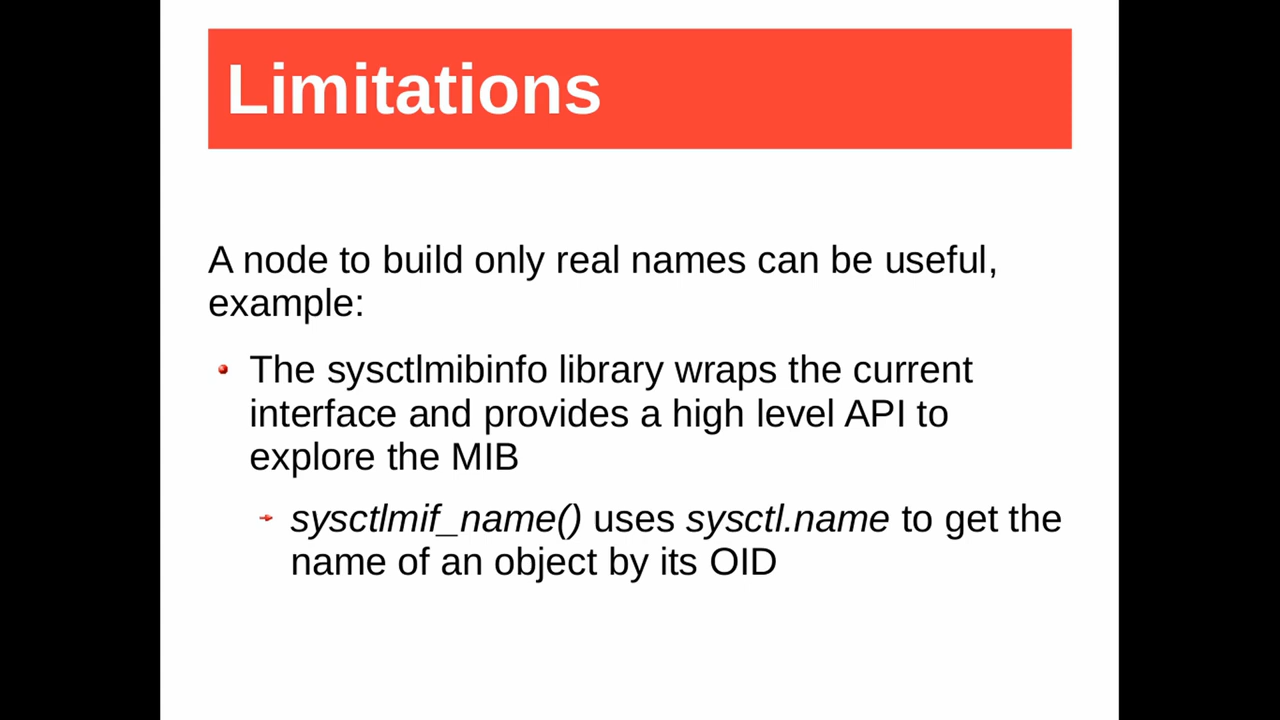 Limitations
A node to build only real names can be useful,
example:
The sysctlmibinfo library wraps the current
interface and provides a high level API to
explore the MIB
sysctlmif_name() uses sysctl.name to get the
name of an object by its OID